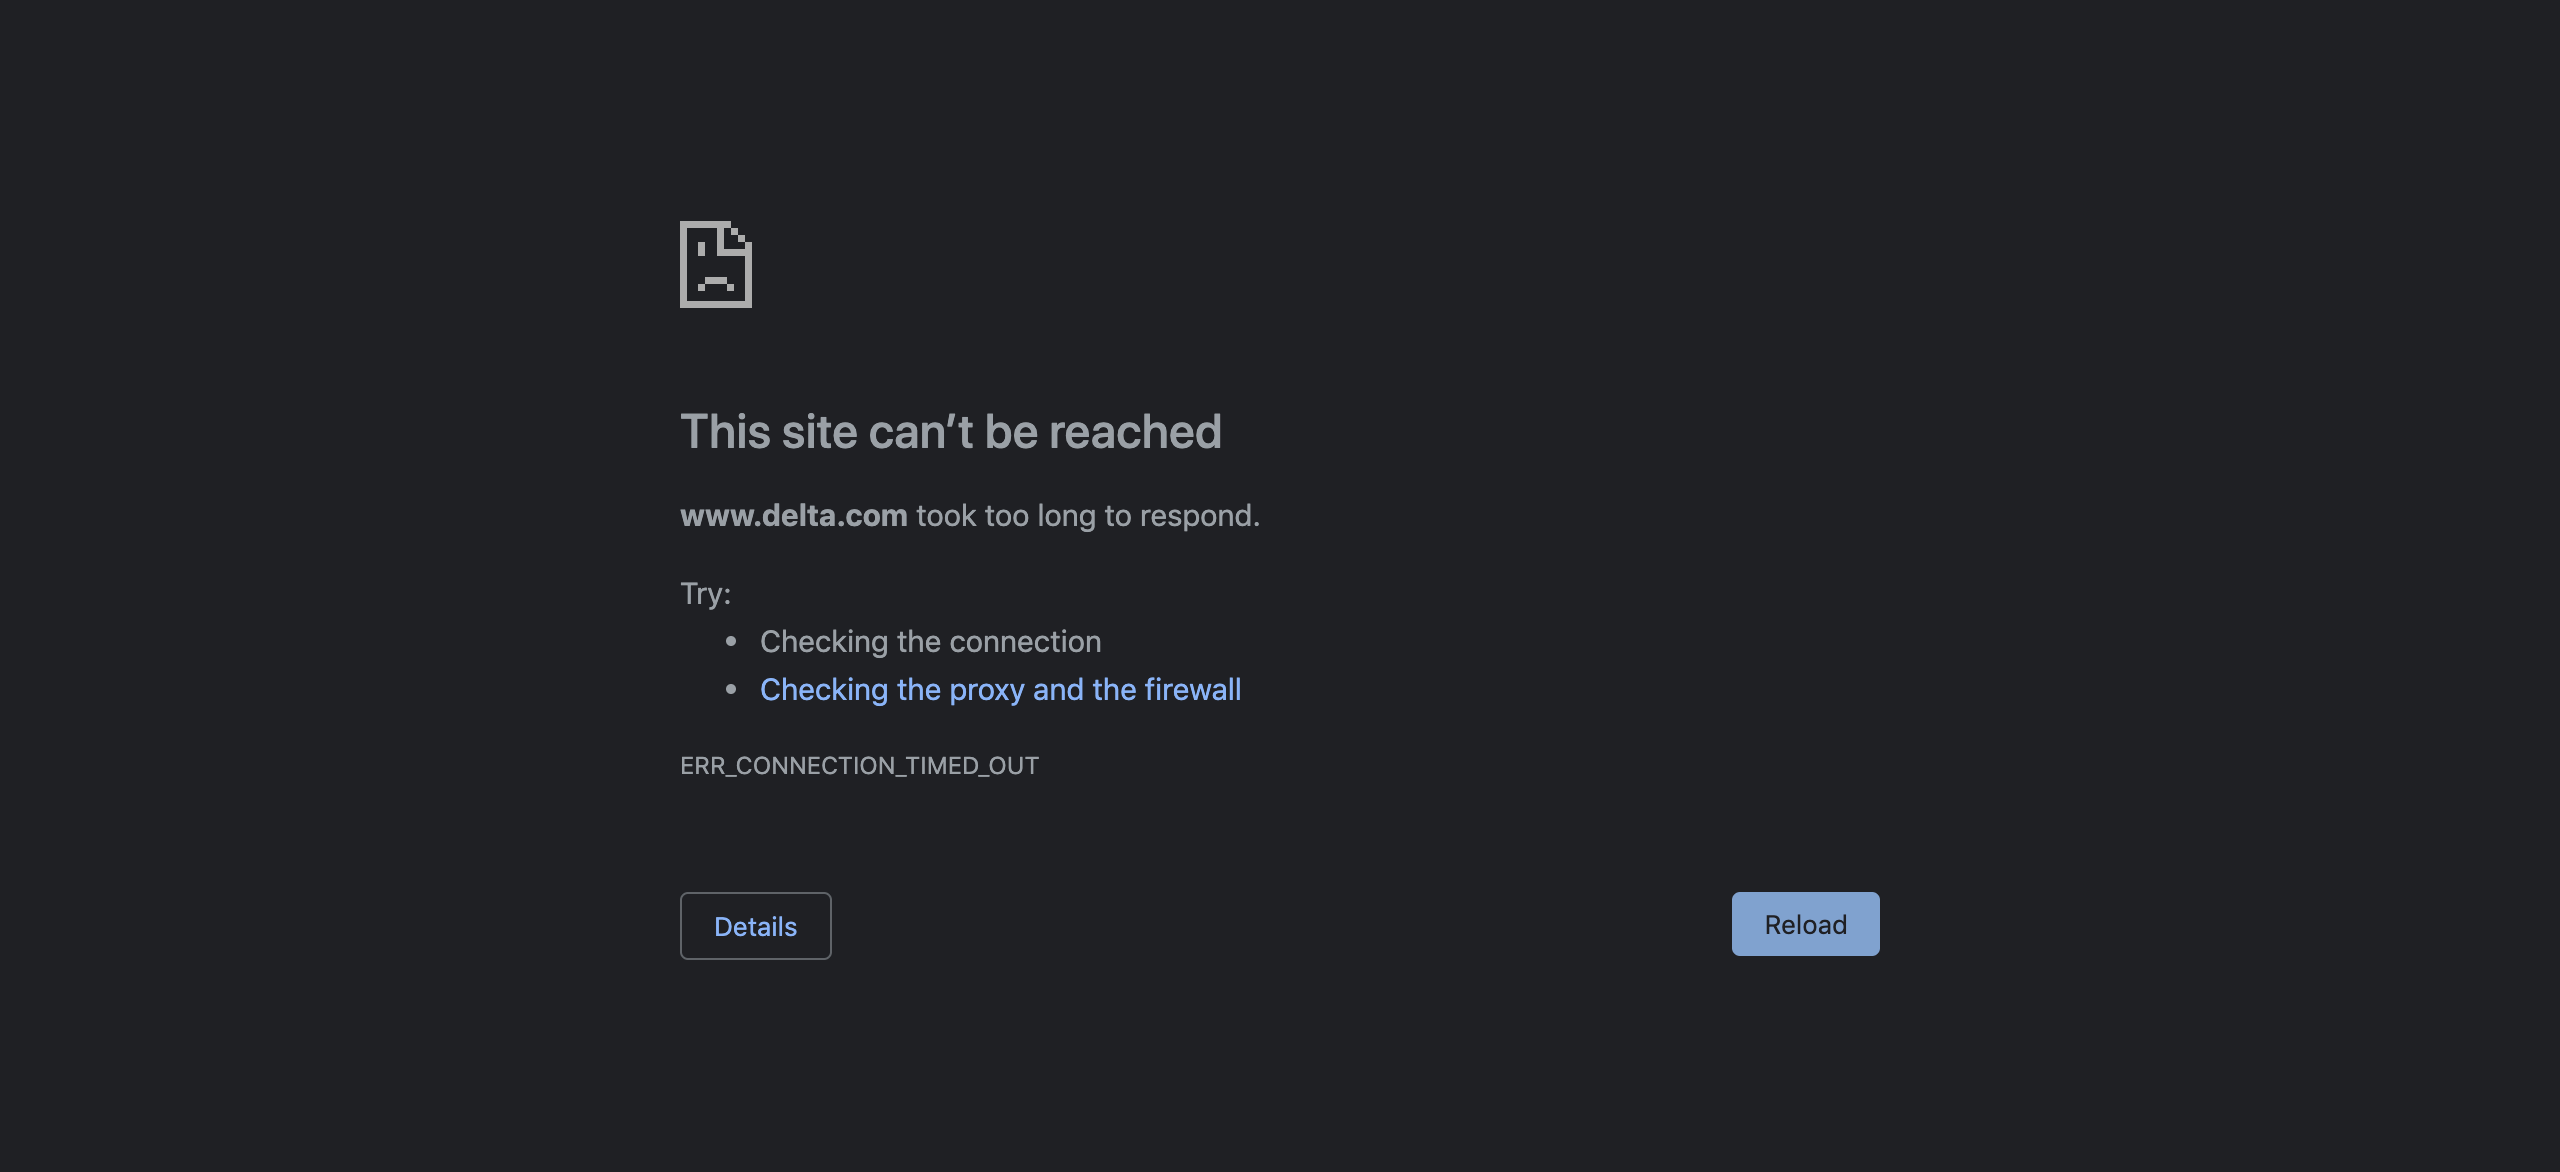 This site can’t be reached
www.delta.com took too long to respond.
Try:
• Checking the connection
• Checking the proxy and the firewall
ERR_CONNECTION_TIMED_OUT
Details
Reload